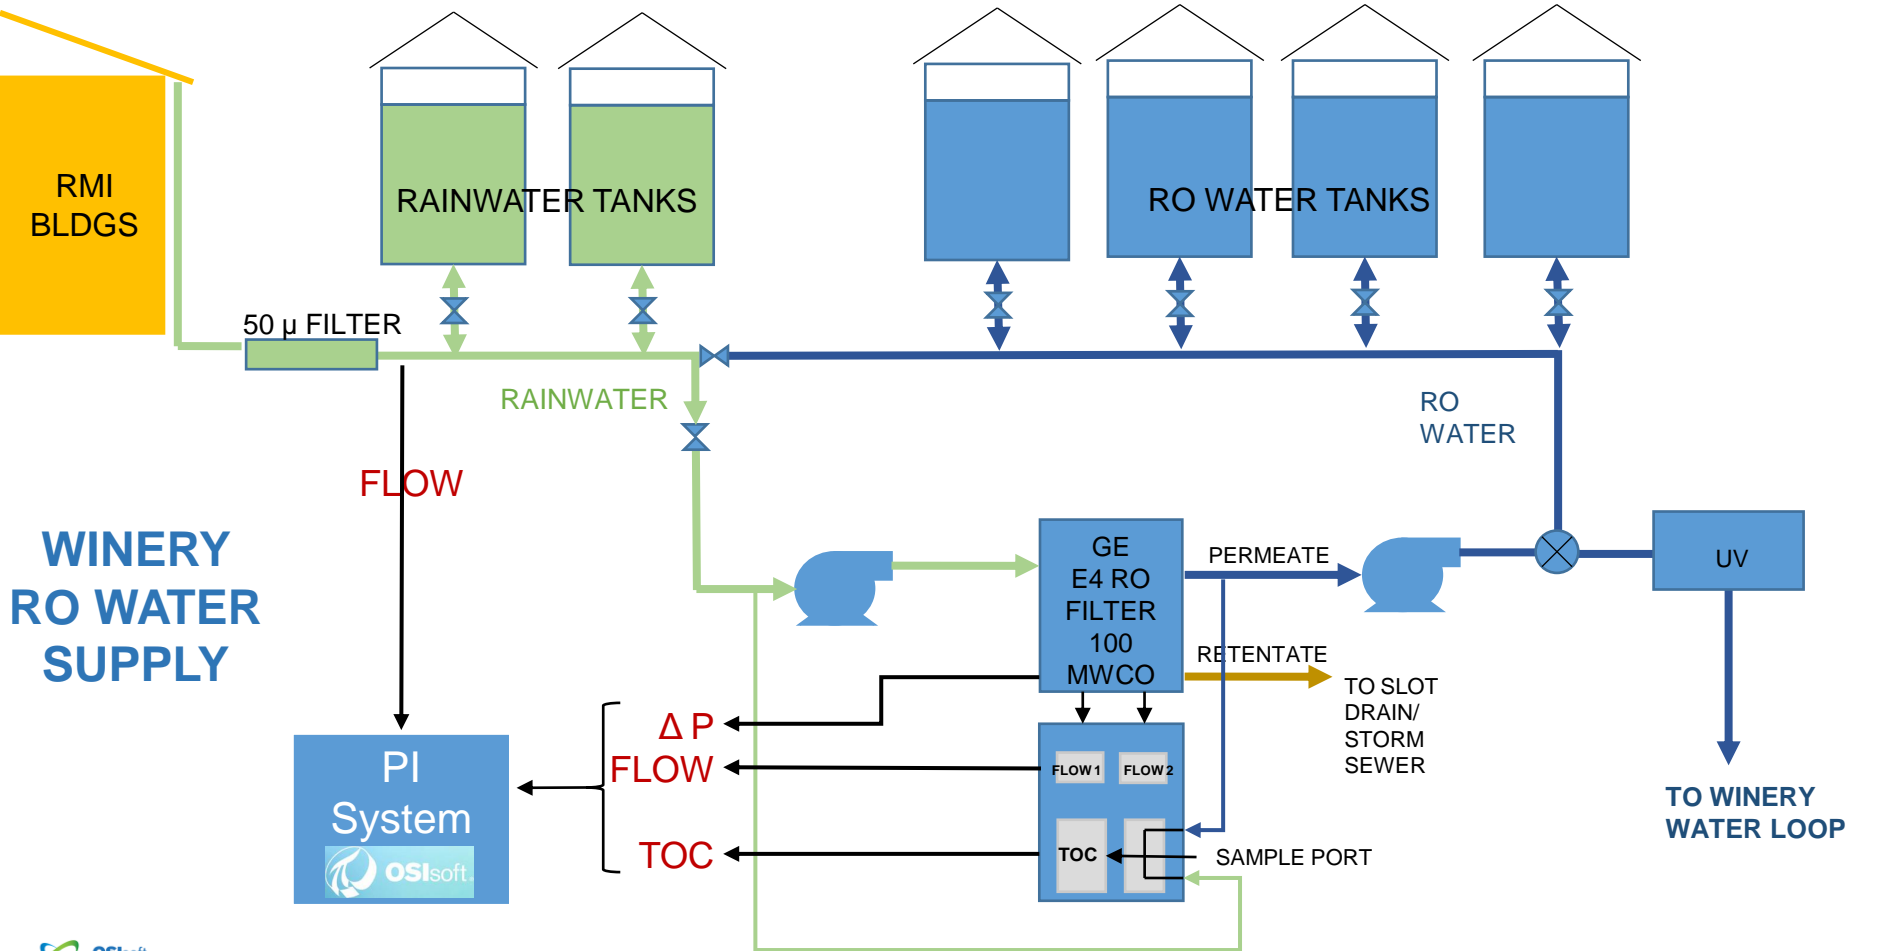 RMI
BLDGS
RAINWATER TANKS
RO WATER TANKS
50 µ FILTER
RAINWATER
RO
WATER
FLOW
WINERY
RO WATER
SUPPLY
GE
E4 RO
FILTER
100
MWCO
PERMEATE
RETENTATE
UV
TO SLOT
DRAIN/
STORM
SEWER
Δ P
FLOW
TOC
FLOW 1
FLOW 2
TOC
SAMPLE PORT
PI
System
OSIsoft.
TO WINERY
WATER LOOP
OSIsoft